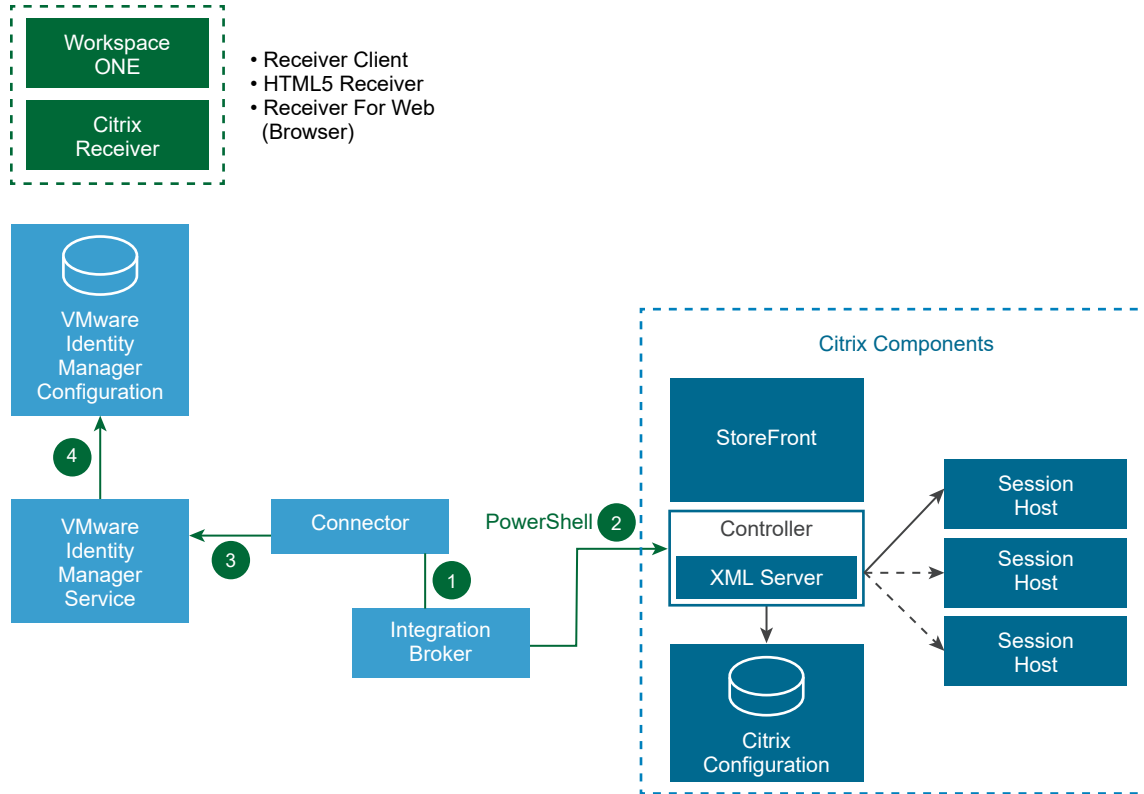 Workspace
ONE
Citrix
Receiver
• Receiver Client
• HTML5 Receiver
• Receiver For Web
(Browser)
VMware
Identity
Manager
Configuration
4
VMware
Identity
Manager
Service
3
Connector
1
Integration
Broker
PowerShell 2
Citrix Components
StoreFront
Controller
XML Server
Citrix
Configuration
Session
Host
Session
Host
Session
Host